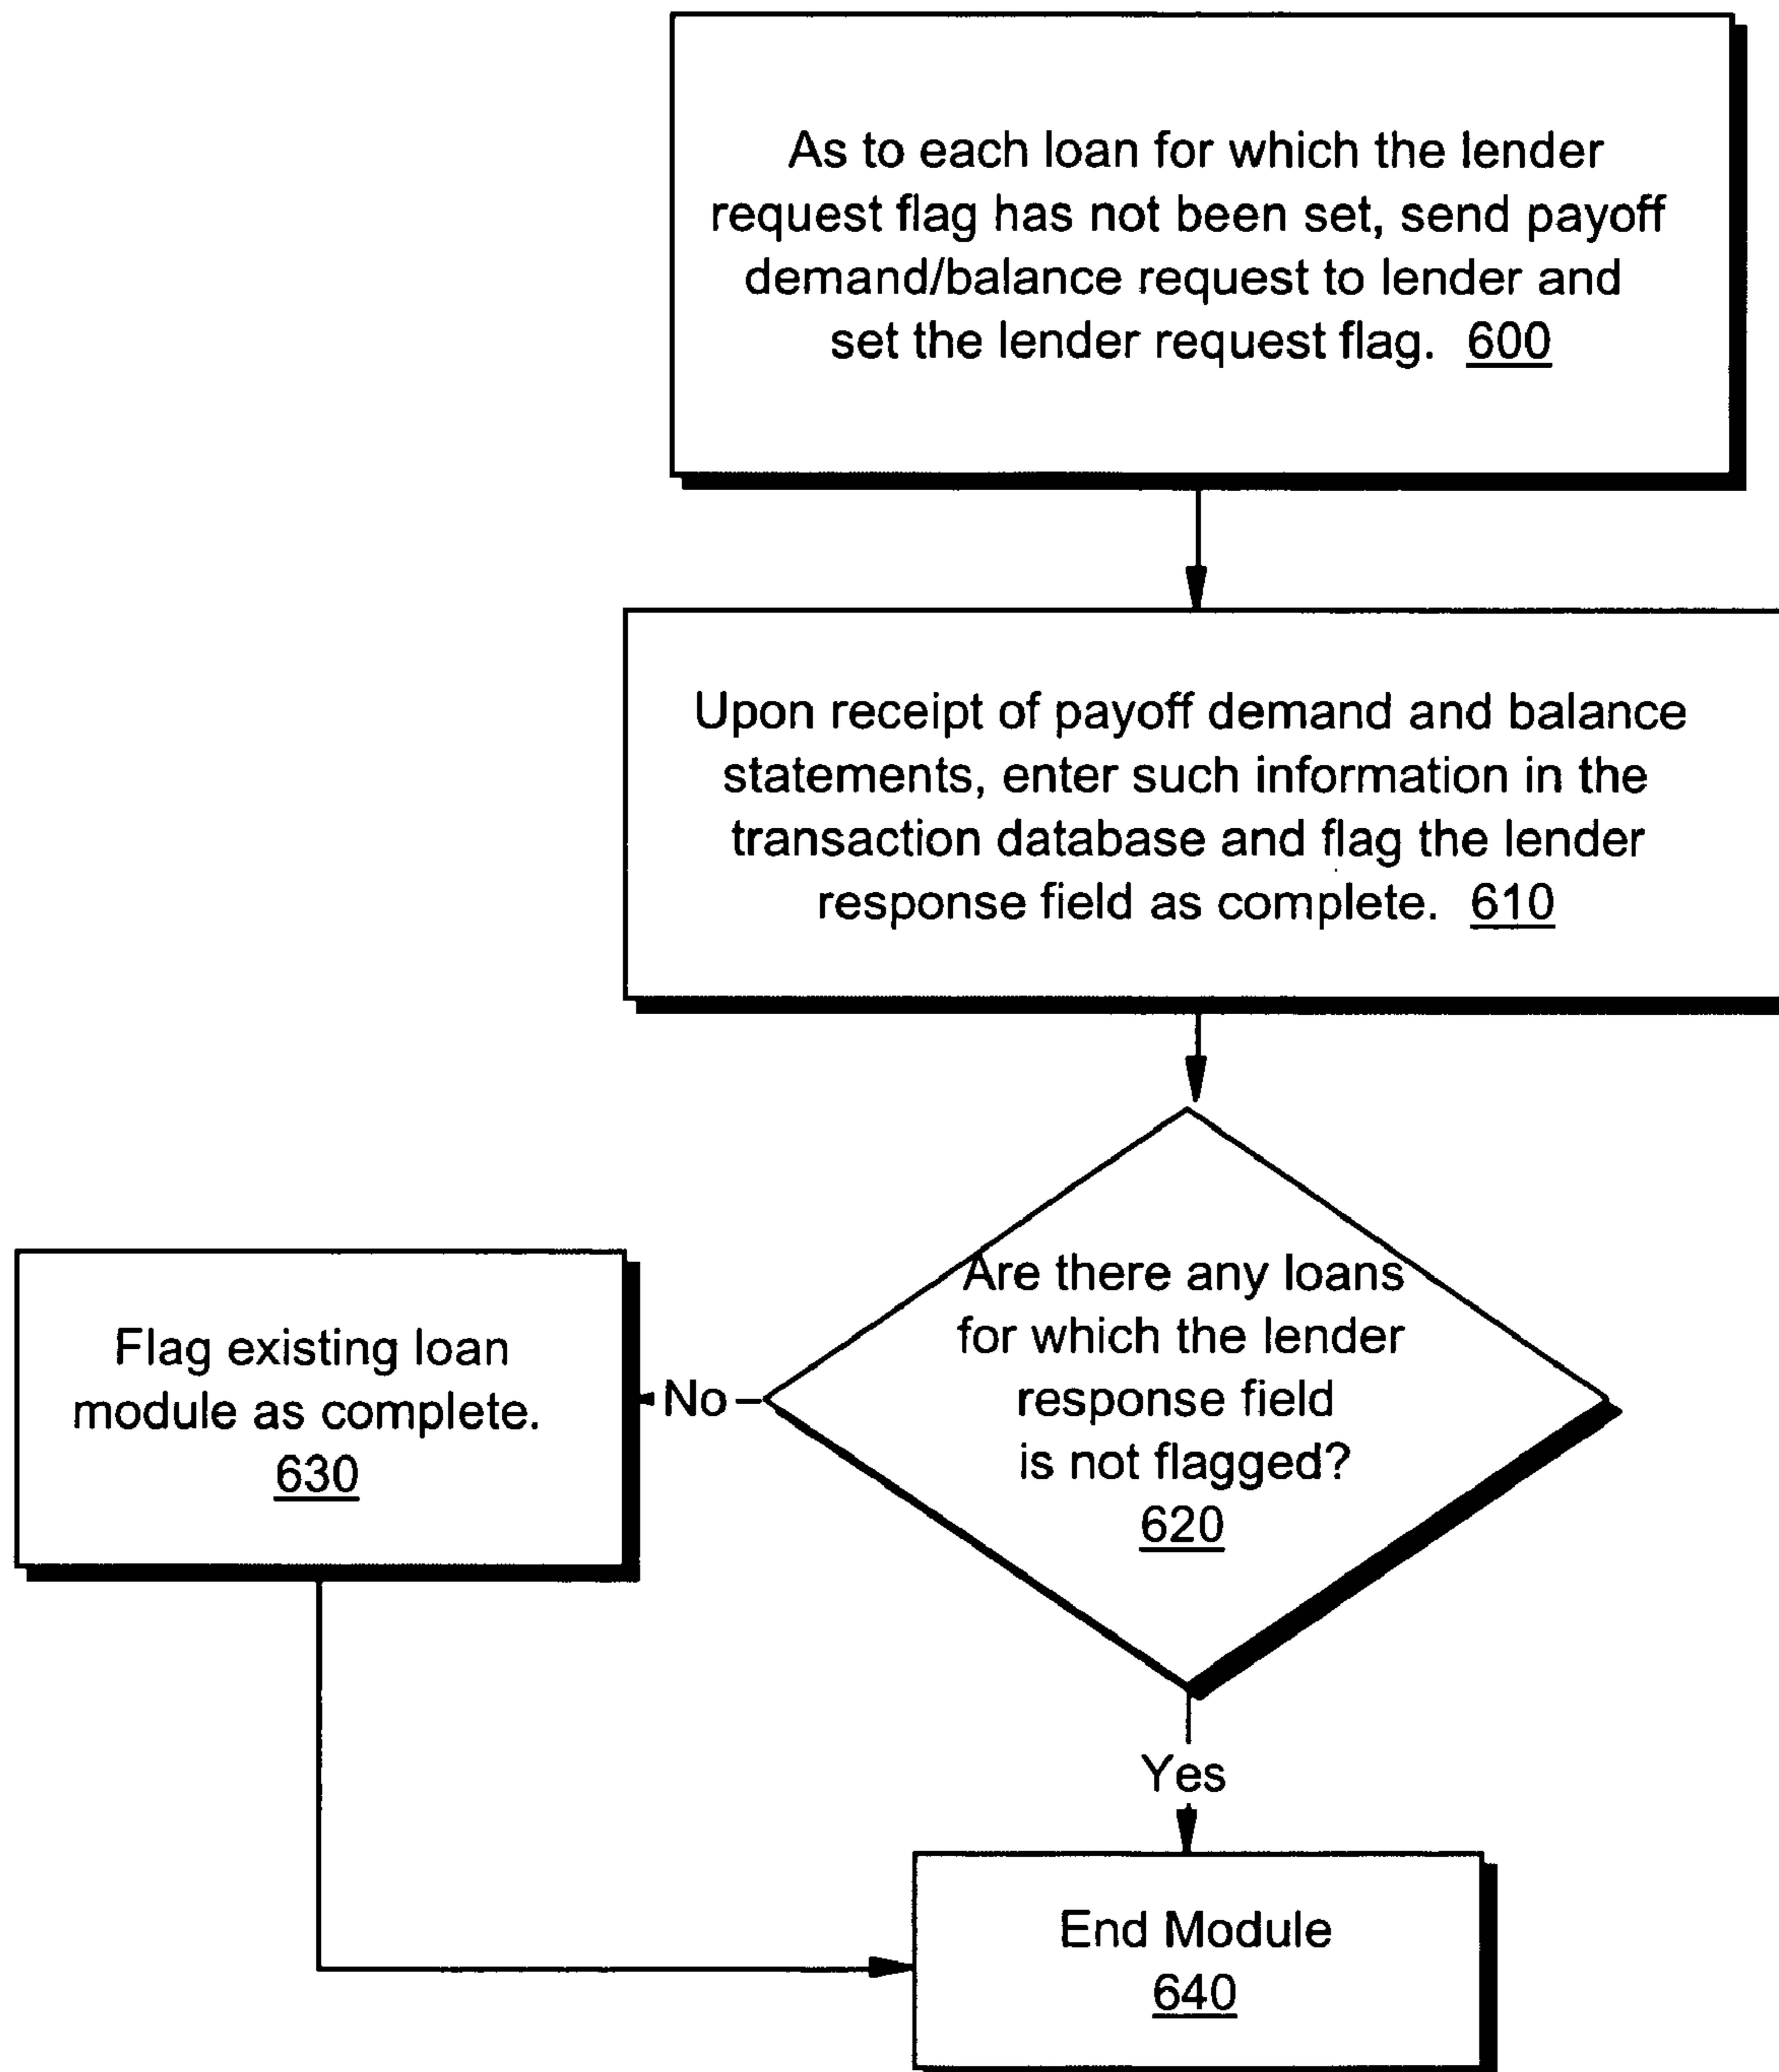 As to each loan for which the lender
request flag has not been set, send payoff
demand/balance request to lender and
set the lender request flag. 600
Upon receipt of payoff demand and balance
statements, enter such information in the
transaction database and flag the lender
response field as complete. 610
Are there any loans
for which the lender
response field
is not flagged?
620
No
Flag existing loan
module as complete.
630
Yes
End Module
640